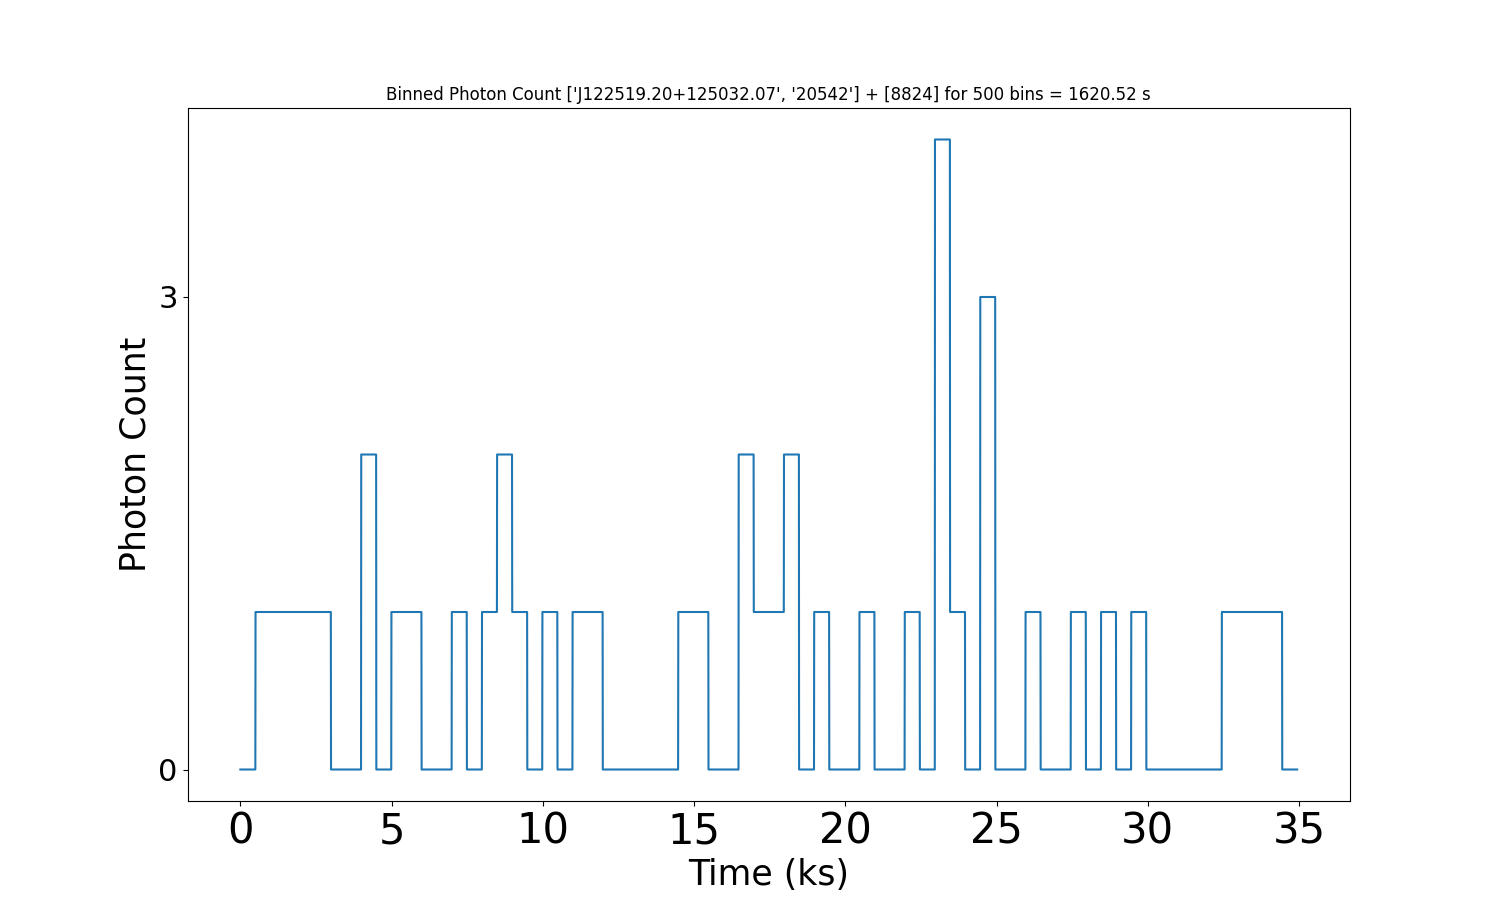 Binned Photon Count ['J122519.20+125032.07', '20542'] + [8824] for 500 bins = 1620.52 s
3
0
Photon Count
0 5 10 15 20 25 30 35
Time (ks)